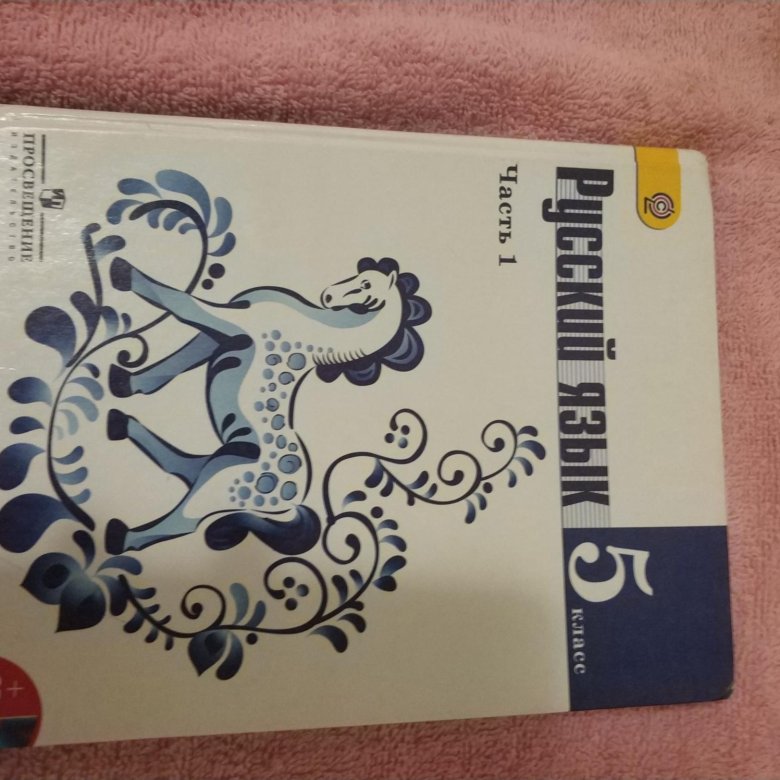 Русский язык
5 класс
Часть 1
ПРОСВЕЩЕНИЕ
ИЗДАТЕЛЬСТВО